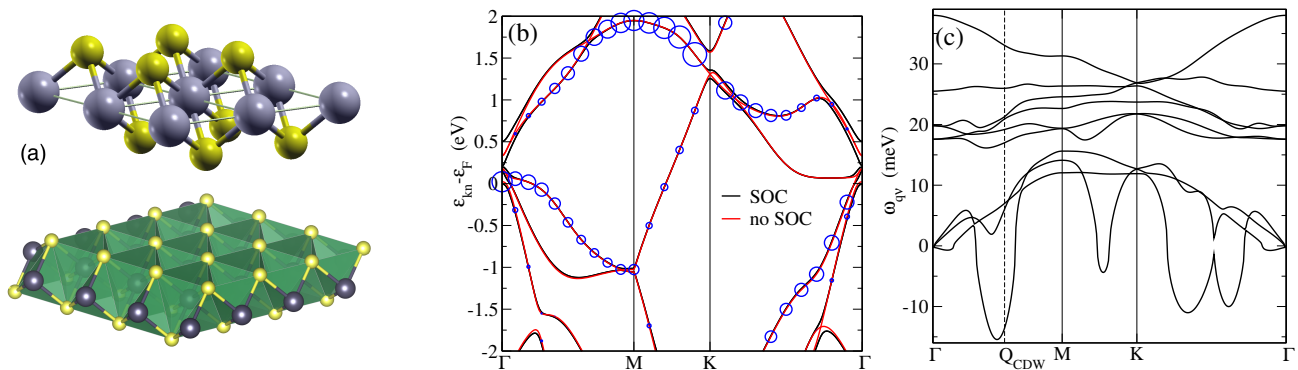 (a)
(b)
2
1.5
1
0.5
0
-0.5
-1
-1.5
-2
ε_kn-ε_F (eV)
SOC
no SOC
Γ
M
K
Γ
(c)
30
20
10
0
-10
ω_qν (meV)
Γ
Q_CDW
M
K
Γ